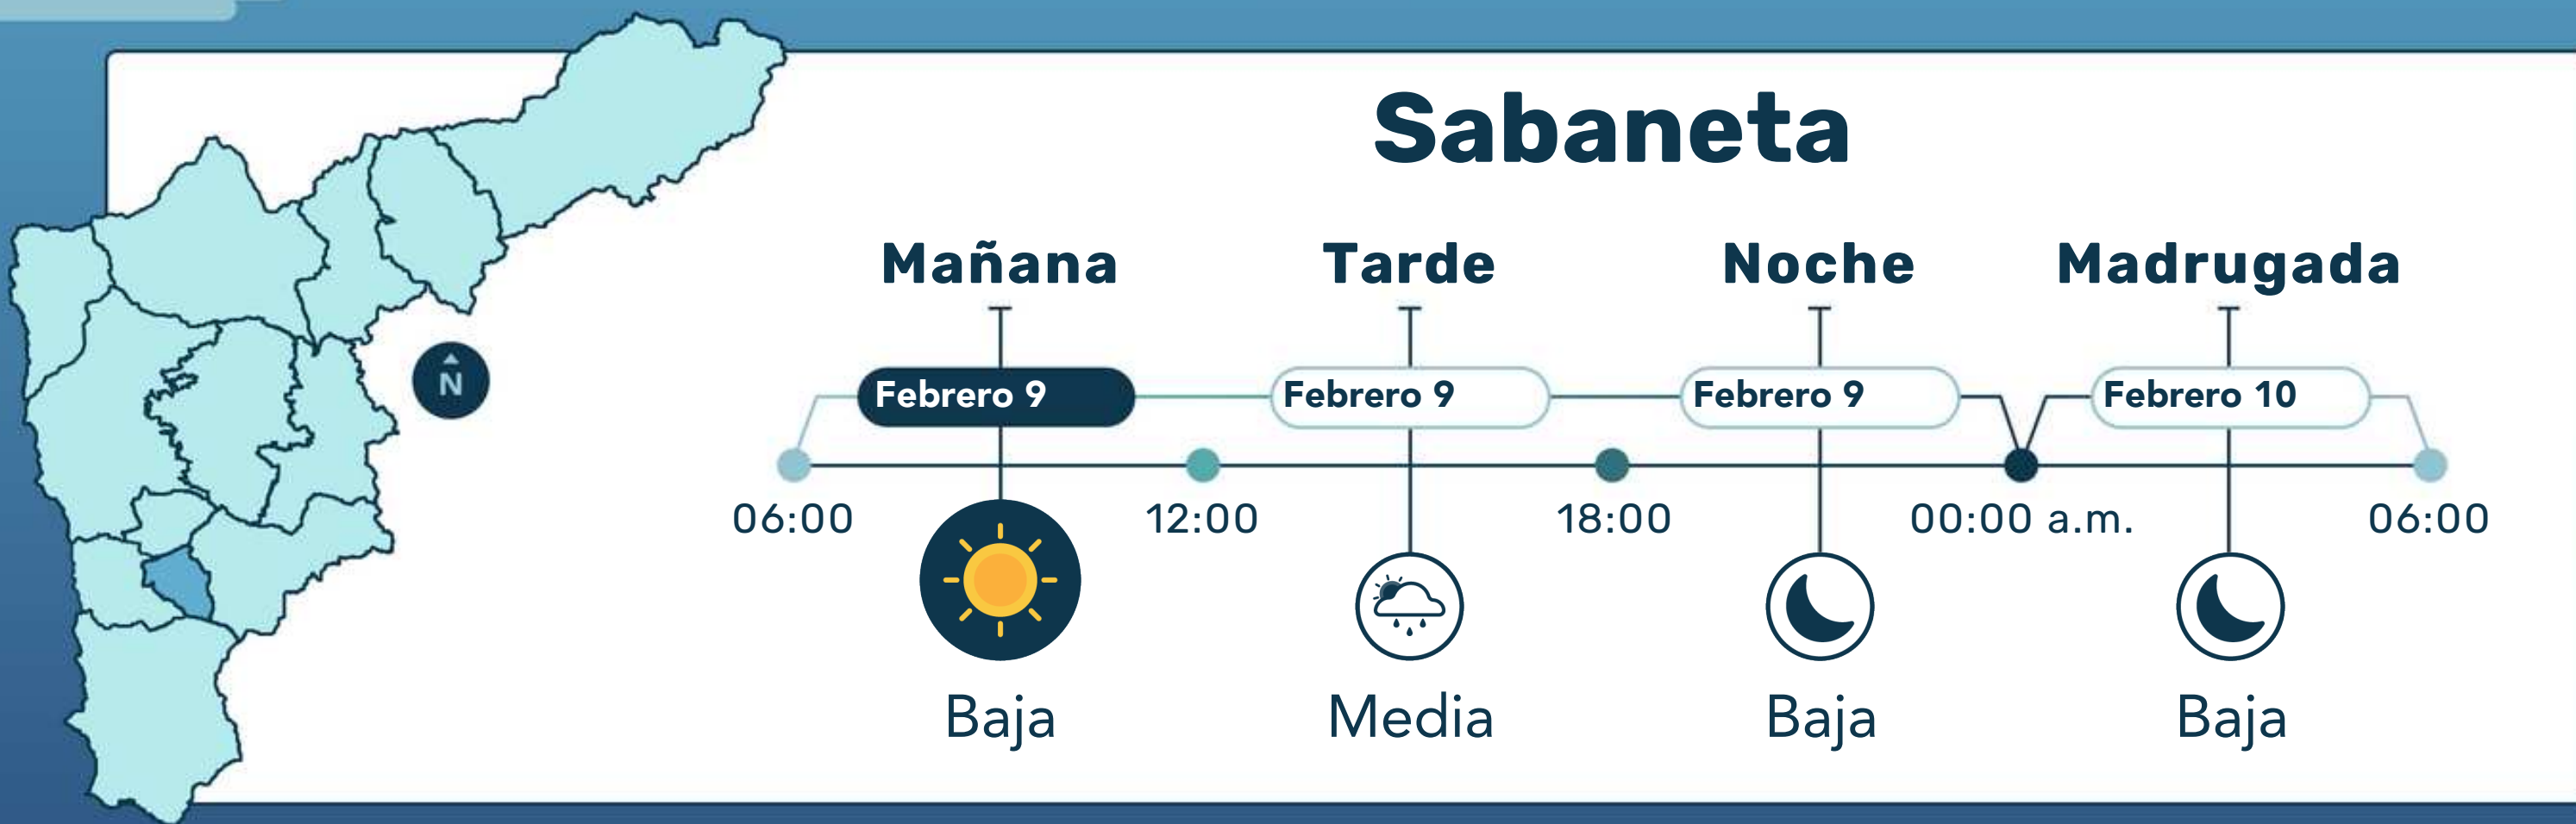 Sabaneta
Mañana Tarde Noche Madrugada
Febrero 9 Febrero 9 Febrero 9 Febrero 10
N
06:00 12:00 18:00 00:00 a.m. 06:00
Baja Media Baja Baja